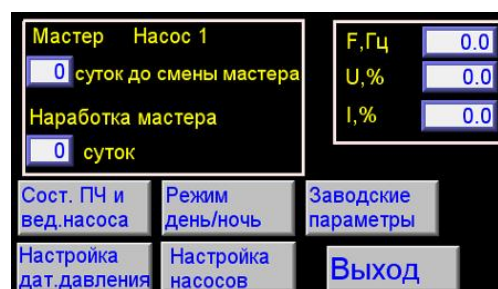 Мастер Насос 1
0 суток до смены мастера
Наработка мастера
0 суток
F,Гц 0.0
U,% 0.0
I,% 0.0
Сост. ПЧ и
вед.насоса
Режим
день/ночь
Заводские
параметры
Настройка
дат.давления
Настройка
насосов
Выход